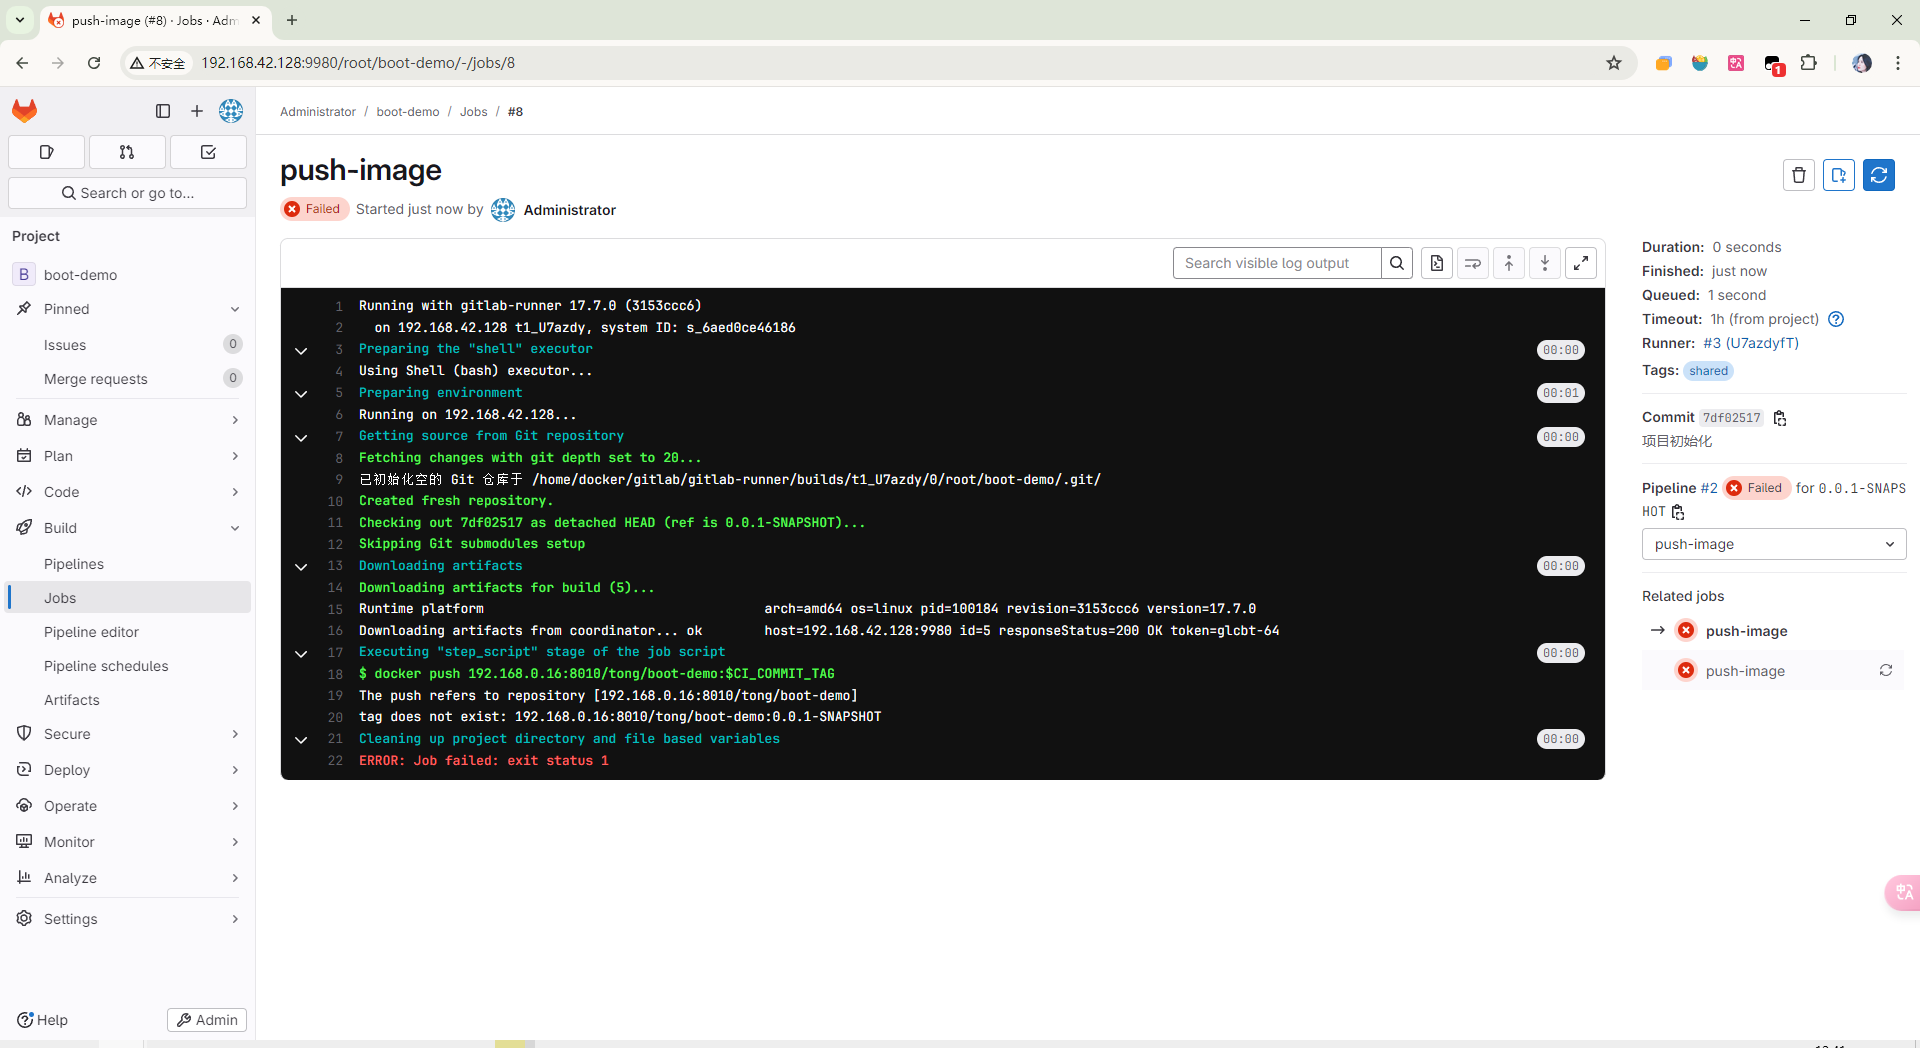 push-image (#8) · Jobs · Adm
不安全
192.168.42.128:9980/root/boot-demo/-/jobs/8
1
Administrator / boot-demo / Jobs / #8
Search or go to...
Project
B boot-demo
Pinned
Issues 0
Merge requests 0
Manage
Plan
Code
Build
Pipelines
Jobs
Pipeline editor
Pipeline schedules
Artifacts
Secure
Deploy
Operate
Monitor
Analyze
Settings
Help
Admin
push-image
Failed Started just now by Administrator
Search visible log output
1 Running with gitlab-runner 17.7.0 (3153ccc6)
2 on 192.168.42.128 t1_U7azdy, system ID: s_6aed0ce46186
3 Preparing the "shell" executor 00:00
4 Using Shell (bash) executor...
5 Preparing environment 00:01
6 Running on 192.168.42.128...
7 Getting source from Git repository 00:00
8 Fetching changes with git depth set to 20...
9 已初始化空的 Git 仓库于 /home/docker/gitlab/gitlab-runner/builds/t1_U7azdy/0/root/boot-demo/.git/
10 Created fresh repository.
11 Checking out 7df02517 as detached HEAD (ref is 0.0.1-SNAPSHOT)...
12 Skipping Git submodules setup
13 Downloading artifacts 00:00
14 Downloading artifacts for build (5)...
15 Runtime platform arch=amd64 os=linux pid=100184 revision=3153ccc6 version=17.7.0
16 Downloading artifacts from coordinator... ok host=192.168.42.128:9980 id=5 responseStatus=200 OK token=glcbt-64
17 Executing "step_script" stage of the job script 00:00
18 $ docker push 192.168.0.16:8010/tong/boot-demo:$CI_COMMIT_TAG
19 The push refers to repository [192.168.0.16:8010/tong/boot-demo]
20 tag does not exist: 192.168.0.16:8010/tong/boot-demo:0.0.1-SNAPSHOT
21 Cleaning up project directory and file based variables 00:00
22 ERROR: Job failed: exit status 1
Duration: 0 seconds
Finished: just now
Queued: 1 second
Timeout: 1h (from project)
Runner: #3 (U7azdyfT)
Tags: shared
Commit 7df02517
项目初始化
Pipeline #2 Failed for 0.0.1-SNAPS
HOT
push-image
Related jobs
push-image
push-image